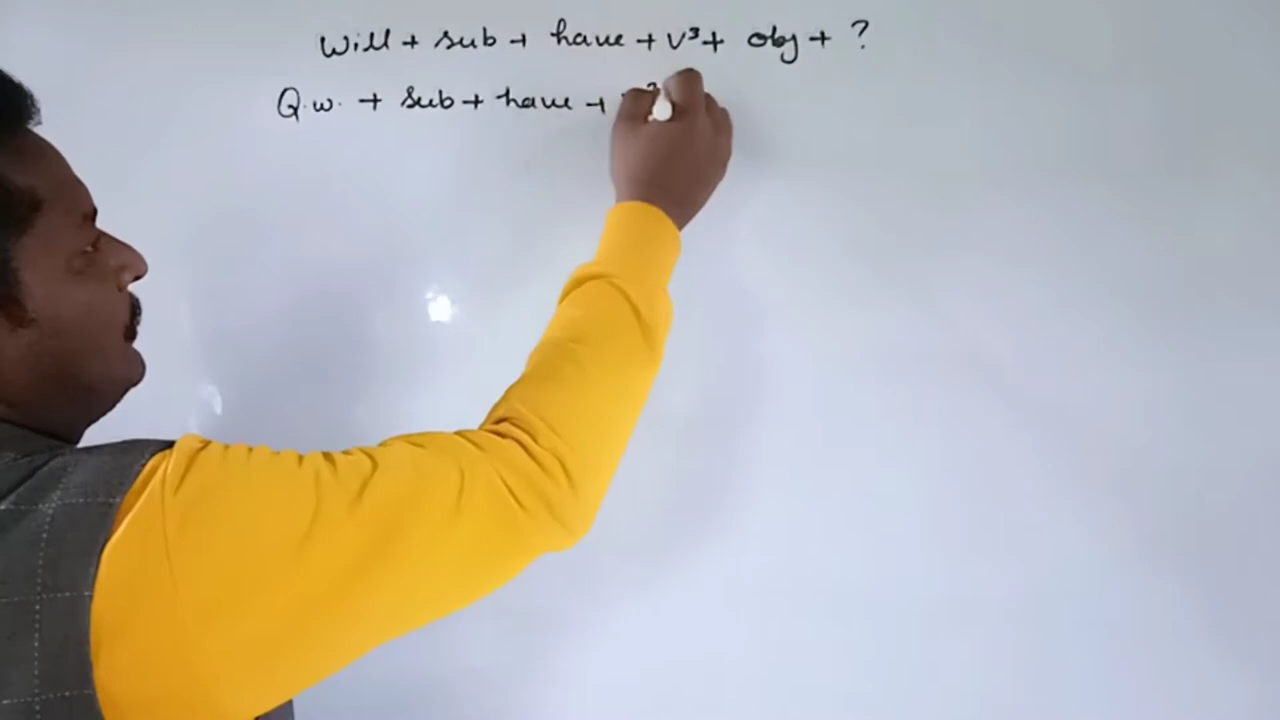 Will + sub + have + V³ + obj + ?
Q.w. + sub + have +